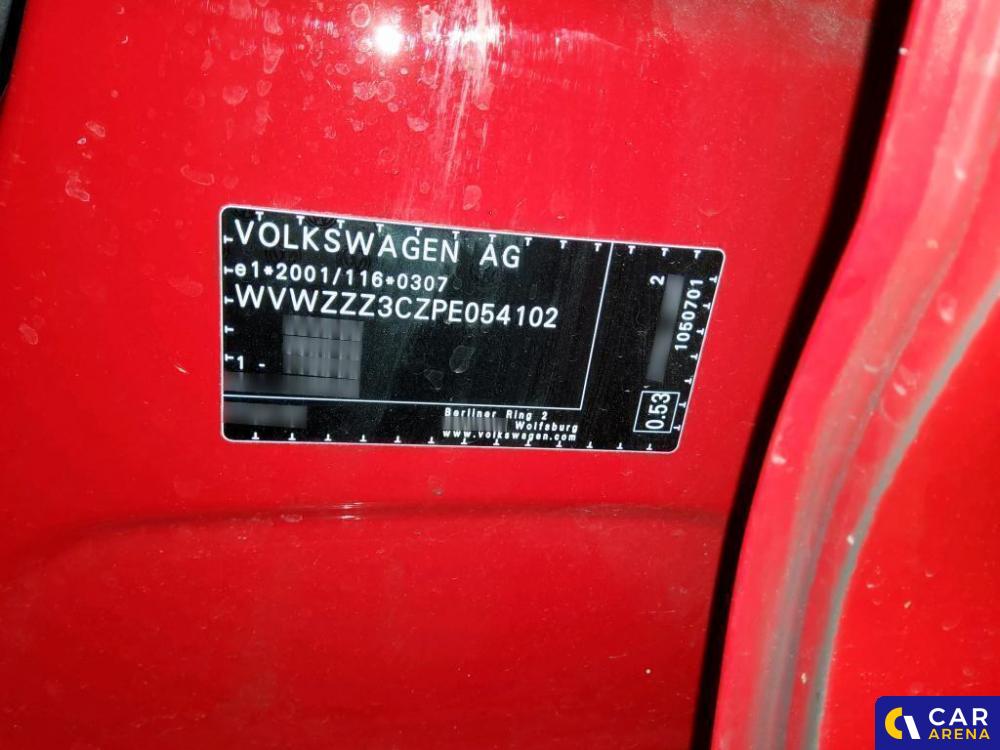 VOLKSWAGEN AG
e1*2001/116*0307
WVWZZZ3CZPE054102
1 -
Berliner Ring 2
Wolfsburg
www.volkswagen.com
2
1050701
0.53
CAR
ARENA